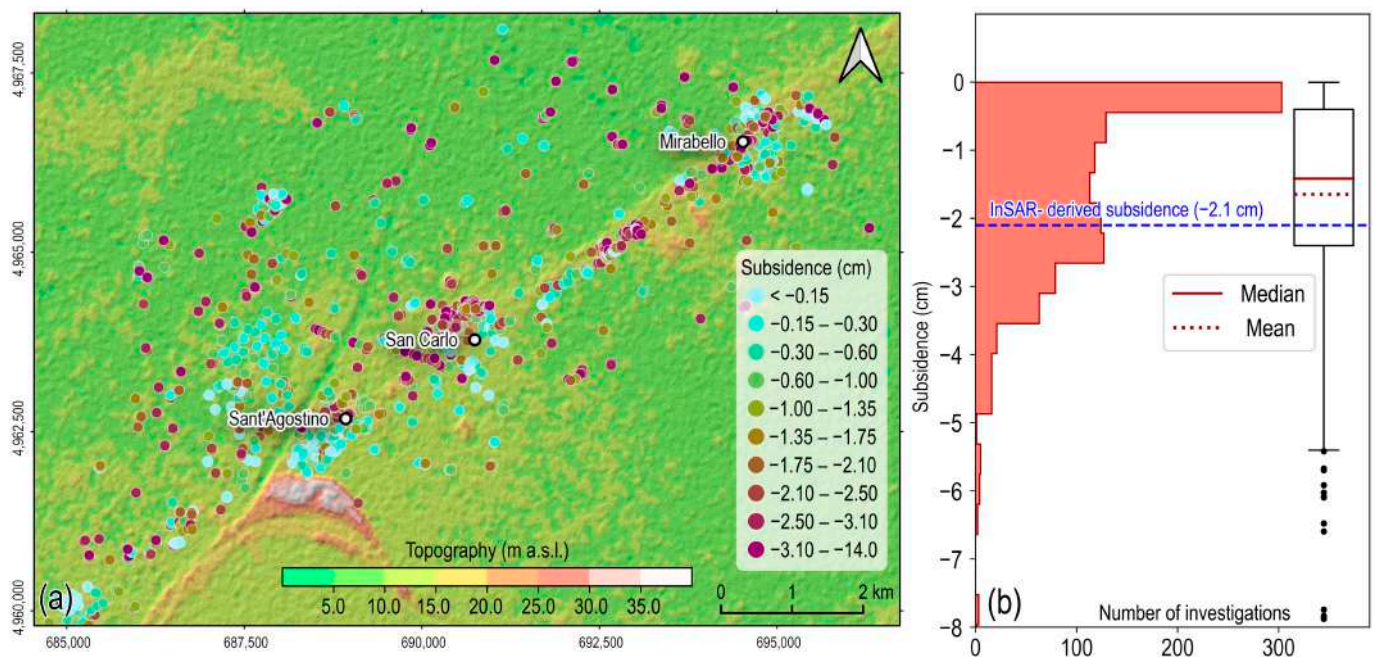 4,967,500
4,965,000
4,962,500
4,960,000
Mirabello
San Carlo
Sant'Agostino
Subsidence (cm)
< −0.15
−0.15 – −0.30
−0.30 – −0.60
−0.60 – −1.00
−1.00 – −1.35
−1.35 – −1.75
−1.75 – −2.10
−2.10 – −2.50
−2.50 – −3.10
−3.10 – −14.0
Topography (m a.s.l.)
5.0 10.0 15.0 20.0 25.0 30.0 35.0
0 1 2 km
(a)
685,000 687,500 690,000 692,500 695,000
Subsidence (cm)
0
−1
−2
−3
−4
−5
−6
−7
−8
InSAR- derived subsidence (−2.1 cm)
Median
Mean
(b)
Number of investigations
0 100 200 300